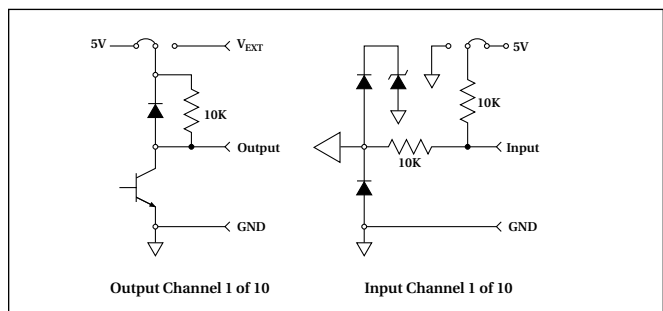 5V
V_EXT
10K
Output
GND
Output Channel 1 of 10
5V
10K
10K
Input
GND
Input Channel 1 of 10